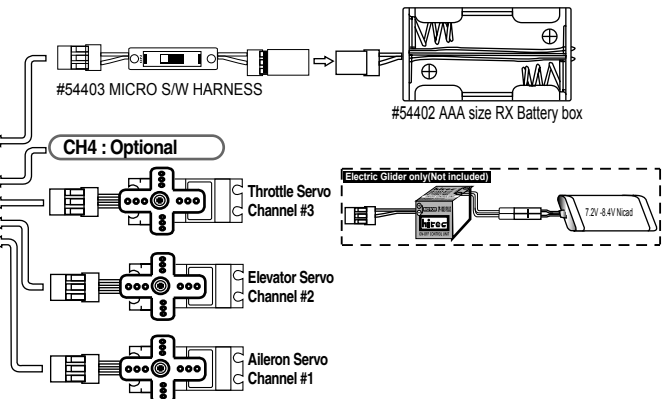 #54403 MICRO S/W HARNESS
#54402 AAA size RX Battery box
CH4 : Optional
Throttle Servo
Channel #3
Electric Glider only(Not included)
hitec
7.2V -8.4V Nicad
Elevator Servo
Channel #2
Aileron Servo
Channel #1